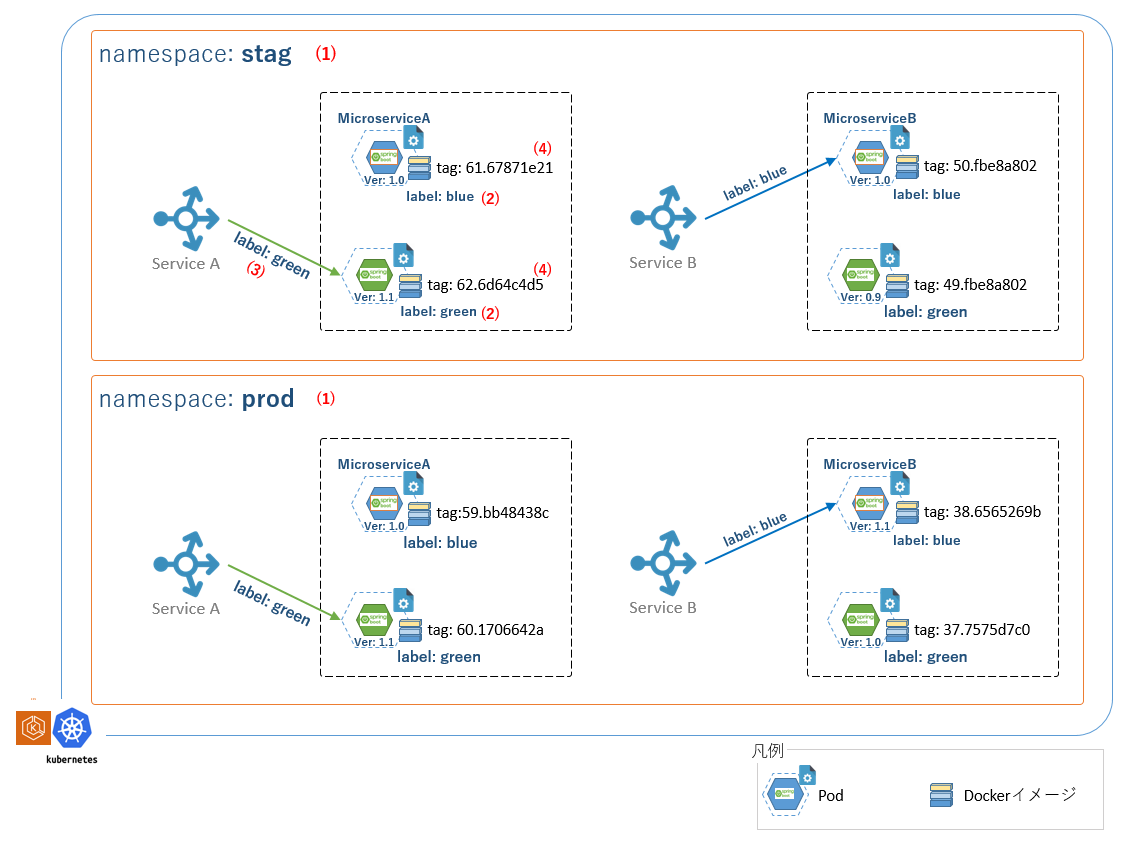 namespace: stag (1)
MicroserviceA
spring boot
Ver: 1.0
(4)
tag: 61.67871e21
label: blue (2)
Service A
label: green
(3)
spring boot
Ver: 1.1
(4)
tag: 62.6d64c4d5
label: green (2)
Service B
label: blue
MicroserviceB
spring boot
Ver: 1.0
tag: 50.fbe8a802
label: blue
spring boot
Ver: 0.9
tag: 49.fbe8a802
label: green
namespace: prod (1)
MicroserviceA
spring boot
Ver: 1.0
tag:59.bb48438c
label: blue
Service A
label: green
spring boot
Ver: 1.1
tag: 60.1706642a
label: green
Service B
label: blue
MicroserviceB
spring boot
Ver: 1.1
tag: 38.6565269b
label: blue
spring boot
Ver: 1.0
tag: 37.7575d7c0
label: green
K
kubernetes
凡例
spring boot
Pod
Dockerイメージ